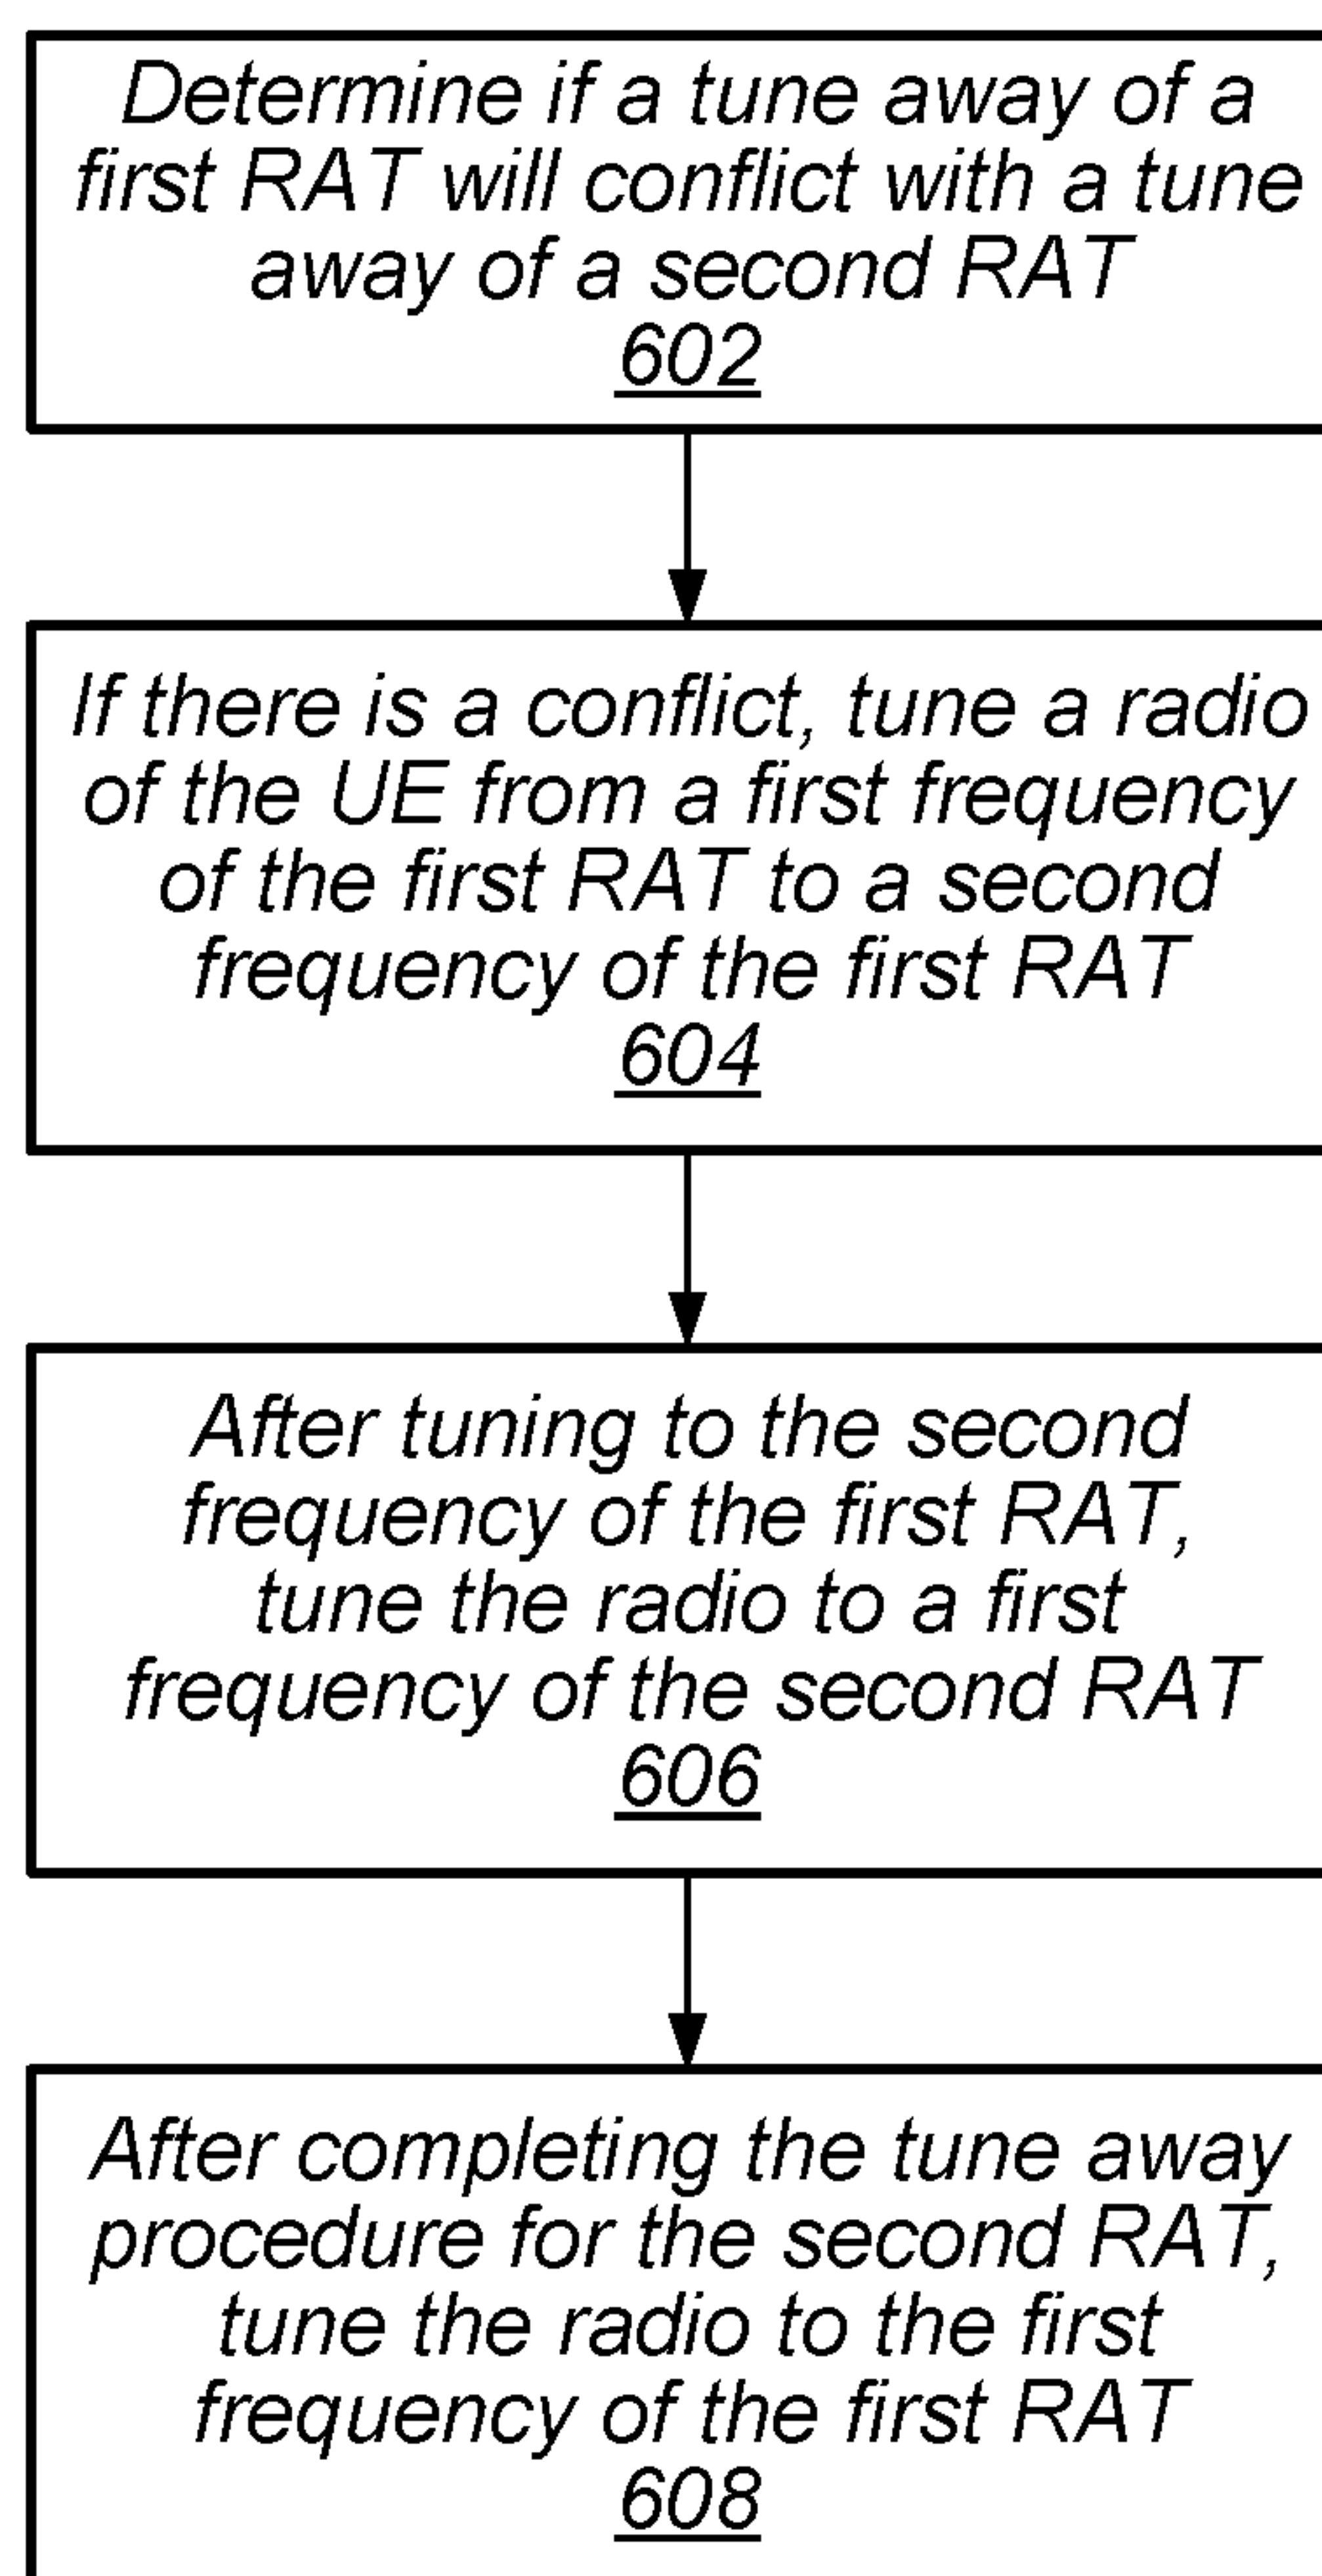 Determine if a tune away of a
first RAT will conflict with a tune
away of a second RAT
602
If there is a conflict, tune a radio
of the UE from a first frequency
of the first RAT to a second
frequency of the first RAT
604
After tuning to the second
frequency of the first RAT,
tune the radio to a first
frequency of the second RAT
606
After completing the tune away
procedure for the second RAT,
tune the radio to the first
frequency of the first RAT
608